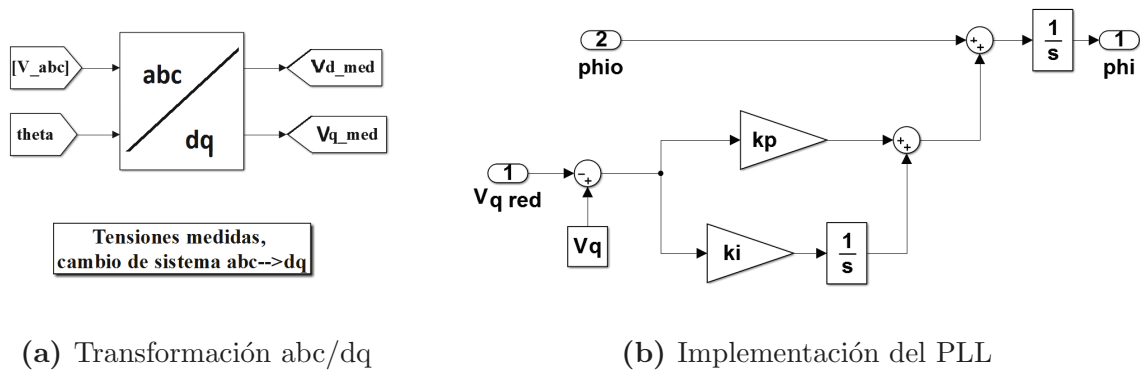 [V_abc]
theta
abc
dq
Vd_med
Vq_med
Tensiones medidas,
cambio de sistema abc-->dq
(a) Transformación abc/dq
2
phio
+
+
1
s
1
phi
kp
+
+
1
Vq red
-
+
Vq
ki
1
s
(b) Implementación del PLL